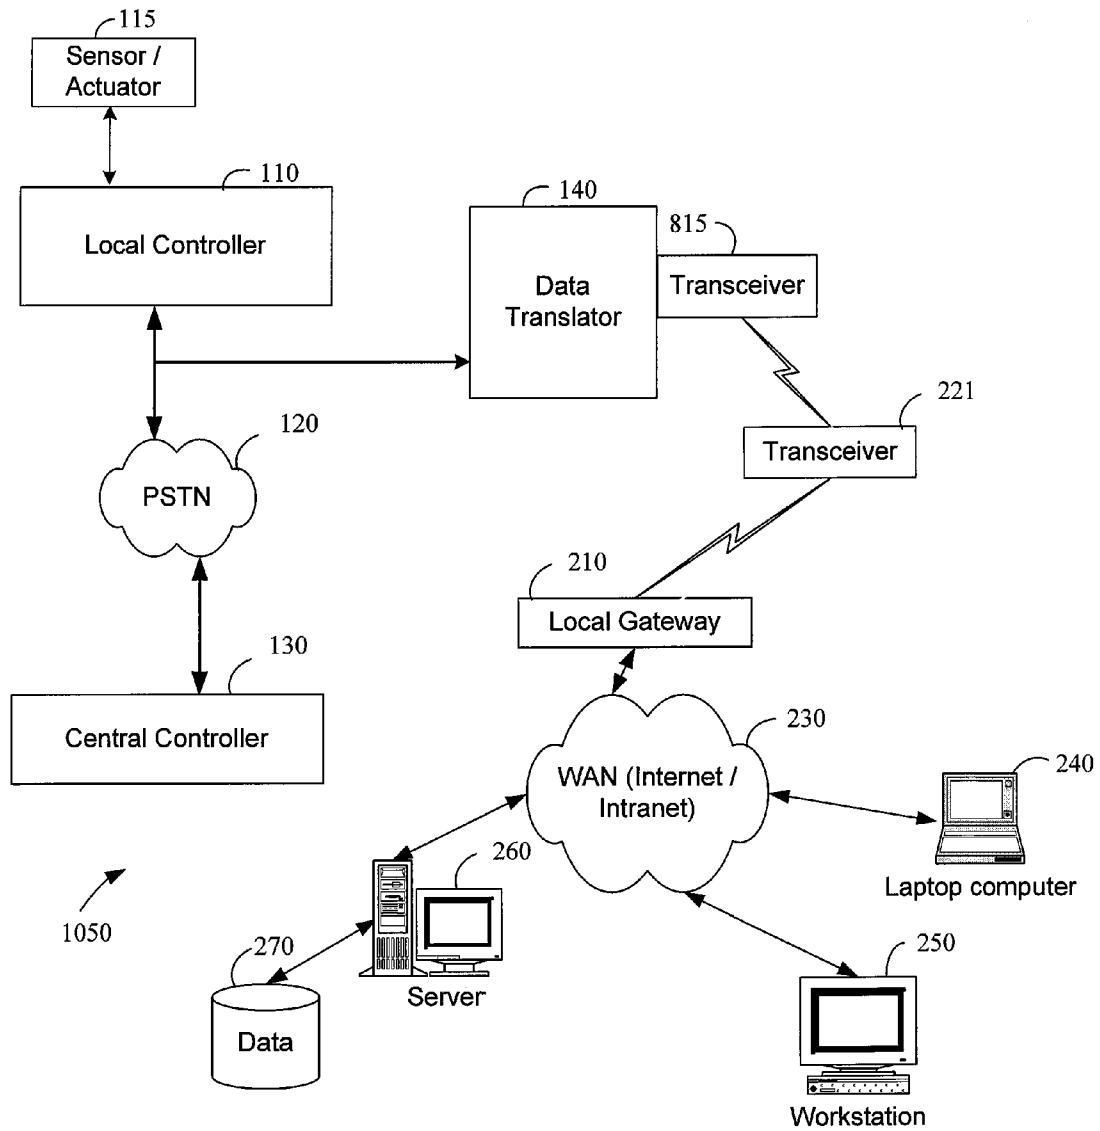 115
Sensor /
Actuator
110
Local Controller
140
Data
Translator
815
Transceiver
221
Transceiver
120
PSTN
210
Local Gateway
130
Central Controller
230
WAN (Internet /
Intranet)
240
Laptop computer
260
Server
1050
270
Data
250
Workstation